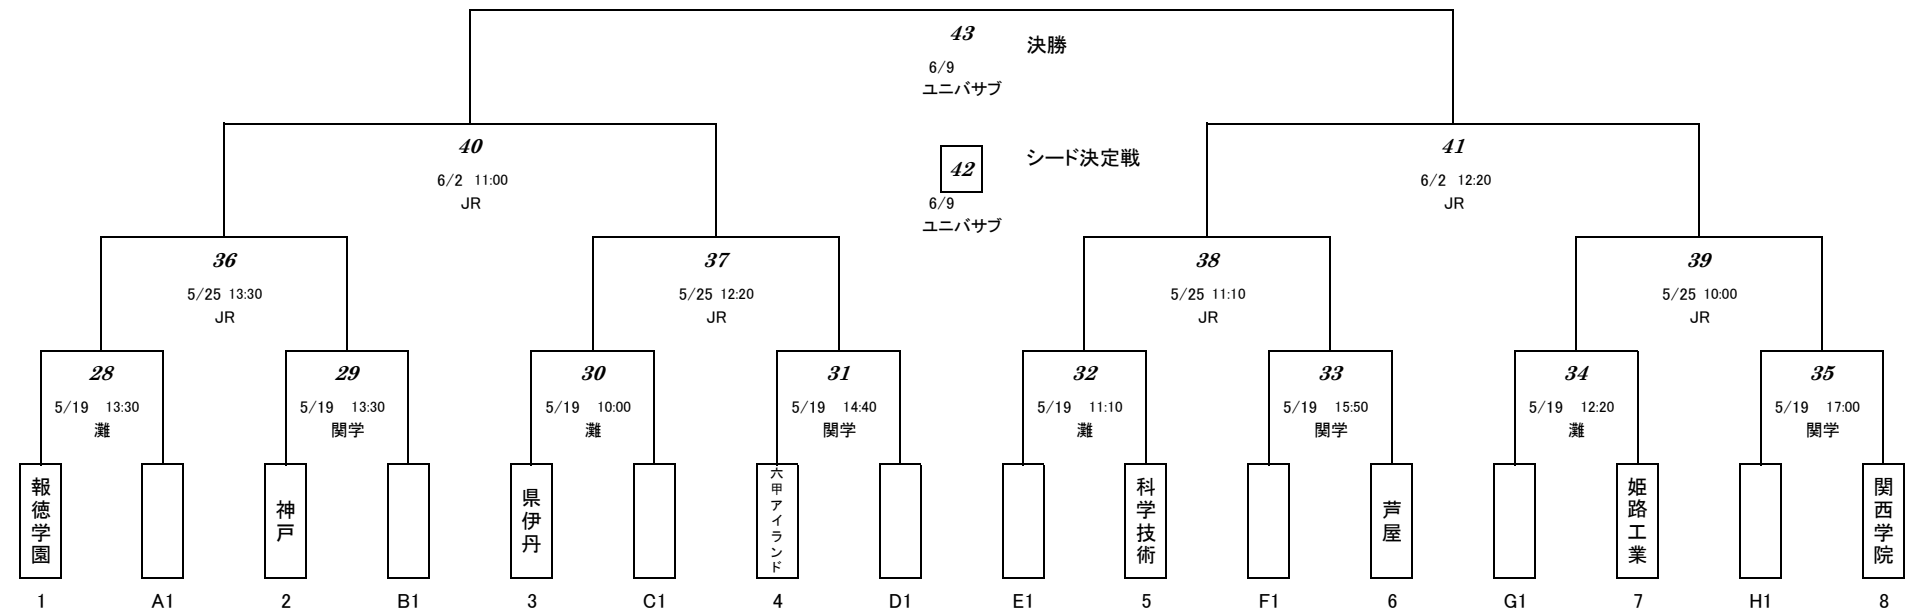 43 決勝
6/9
ユニバサブ
40 41
42 シード決定戦
6/2 11:00 6/2 12:20
JR JR
6/9
ユニバサブ
36 37 38 39
5/25 13:30 5/25 12:20 5/25 11:10 5/25 10:00
JR JR JR JR
28 29 30 31 32 33 34 35
5/19 13:30 5/19 13:30 5/19 10:00 5/19 14:40 5/19 11:10 5/19 15:50 5/19 12:20 5/19 17:00
灘 関学 灘 関学 灘 関学 灘 関学
報徳学園
神戸
県伊丹
六甲アイランド
科学技術
芦屋
姫路工業
関西学院
1 A1 2 B1 3 C1 4 D1 E1 5 F1 6 G1 7 H1 8